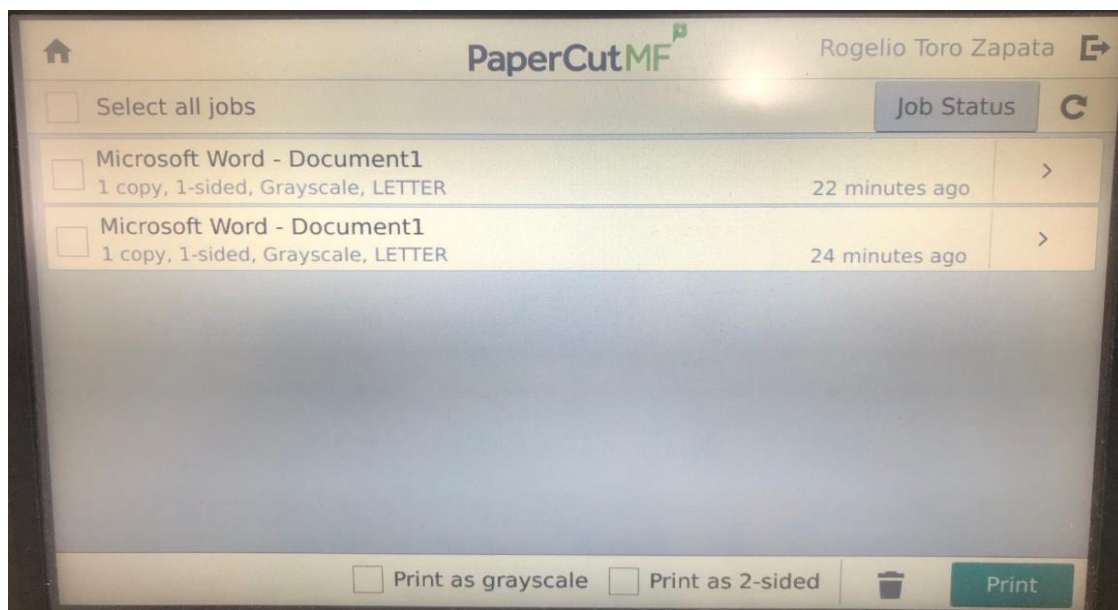 PaperCutMF Rogelio Toro Zapata
Select all jobs Job Status
Microsoft Word - Document1
1 copy, 1-sided, Grayscale, LETTER 22 minutes ago
Microsoft Word - Document1
1 copy, 1-sided, Grayscale, LETTER 24 minutes ago
Print as grayscale Print as 2-sided Print